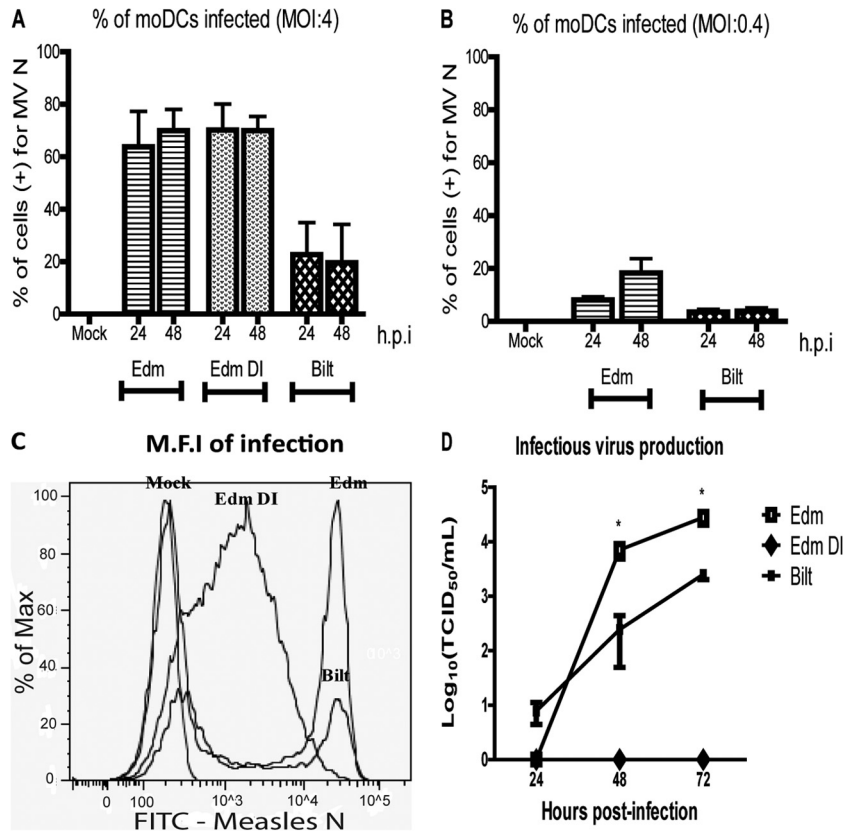 A
% of moDCs infected (MOI:4)
% of cells (+) for MV N
100
80
60
40
20
0
Mock 24 48 24 48 24 48 h.p.i
Edm Edm DI Bilt
B
% of moDCs infected (MOI:0.4)
% of cells (+) for MV N
100
80
60
40
20
0
Mock 24 48 24 48 h.p.i
Edm Bilt
C
M.F.I of infection
Mock Edm DI Edm
Bilt
% of Max
100
80
60
40
20
0
0 100 10^3 10^4 10^5
FITC - Measles N
D
Infectious virus production
Log10(TCID50/mL)
5
4
3
2
1
0
* *
24 48 72
Hours post-infection
Edm
Edm DI
Bilt